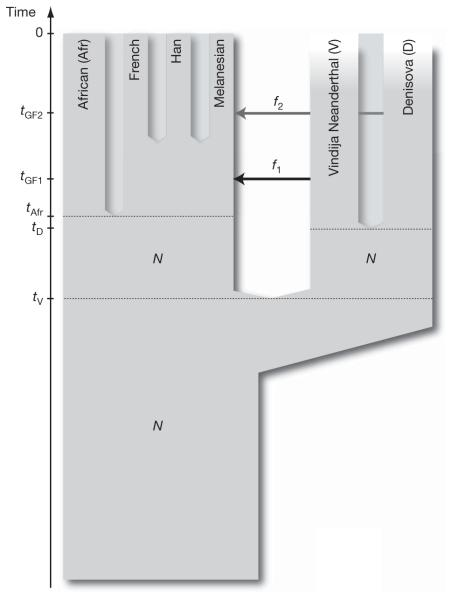 Time
0
African (Afr)
French
Han
Melanesian
Vindija Neanderthal (V)
Denisova (D)
tGF2
f2
tGF1
f1
tAfr
tD
N
N
tV
N